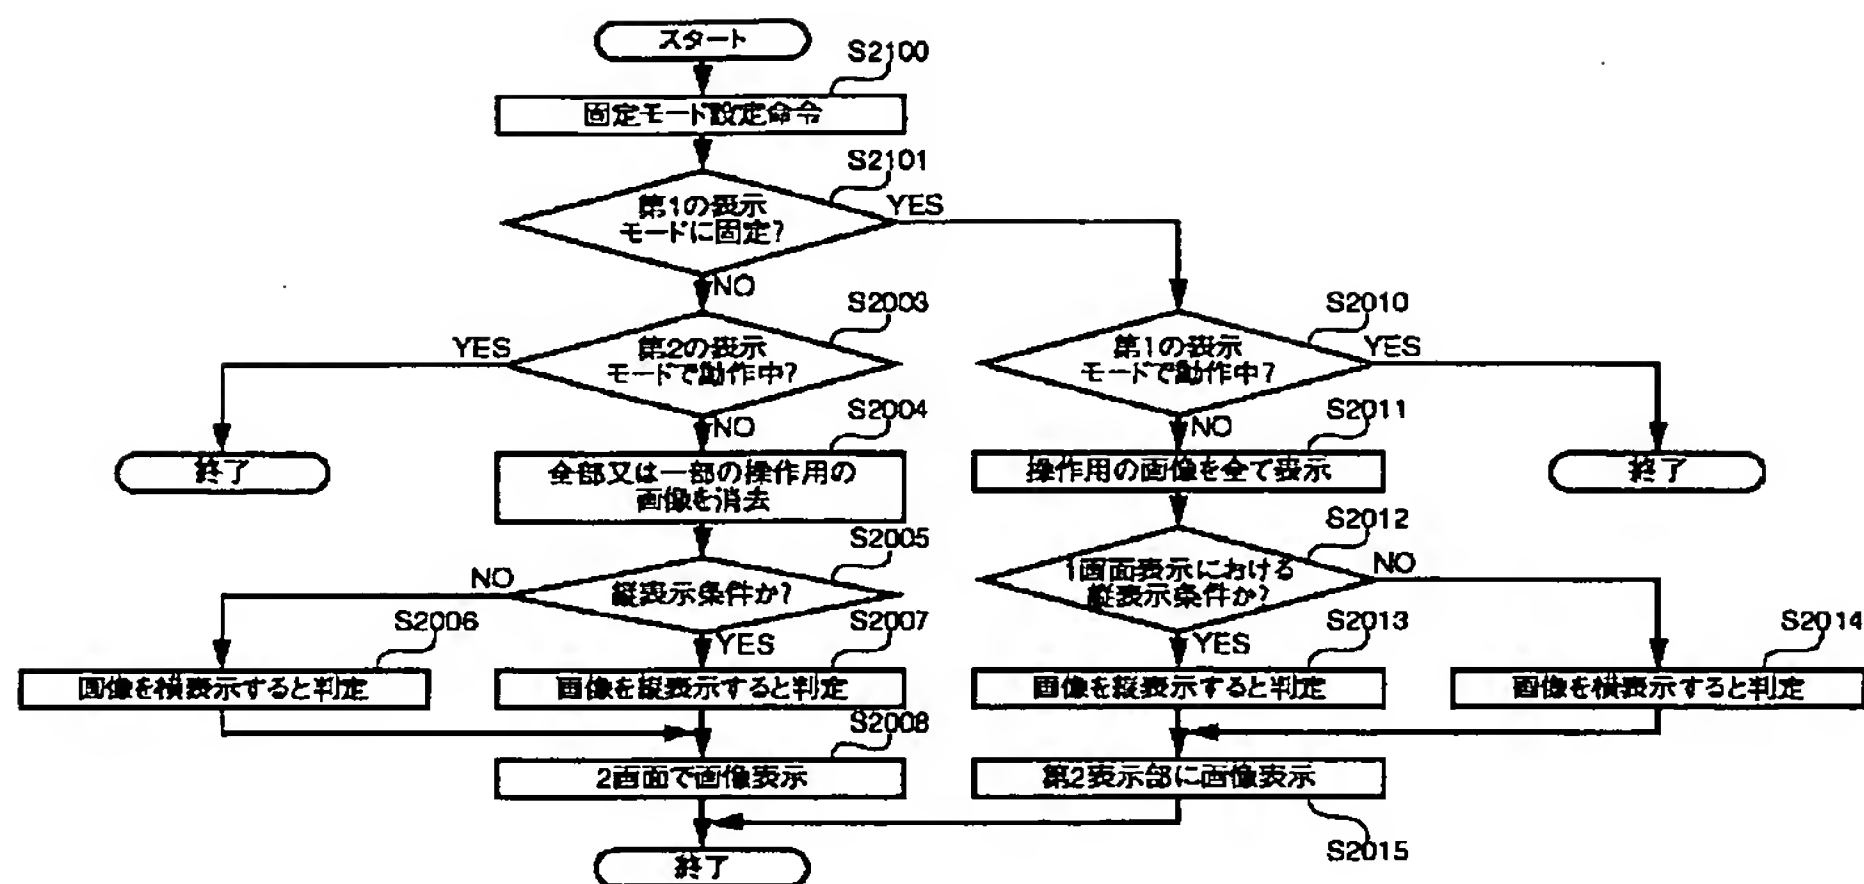 スタート
S2100
固定モード設定命令
S2101
第1の表示
モードに固定?
YES
NO
S2003
第2の表示
モードで動作中?
YES
NO
S2010
第1の表示
モードで動作中?
YES
NO
終了
S2004
全部又は一部の操作用の
画像を消去
S2011
操作用の画像を全て表示
終了
S2005
縦表示条件か?
NO
YES
S2012
1画面表示における
縦表示条件か?
NO
YES
S2006
画像を横表示すると判定
S2007
画像を縦表示すると判定
S2013
画像を縦表示すると判定
S2014
画像を横表示すると判定
S2008
2画面で画像表示
第2表示部に画像表示
S2015
終了